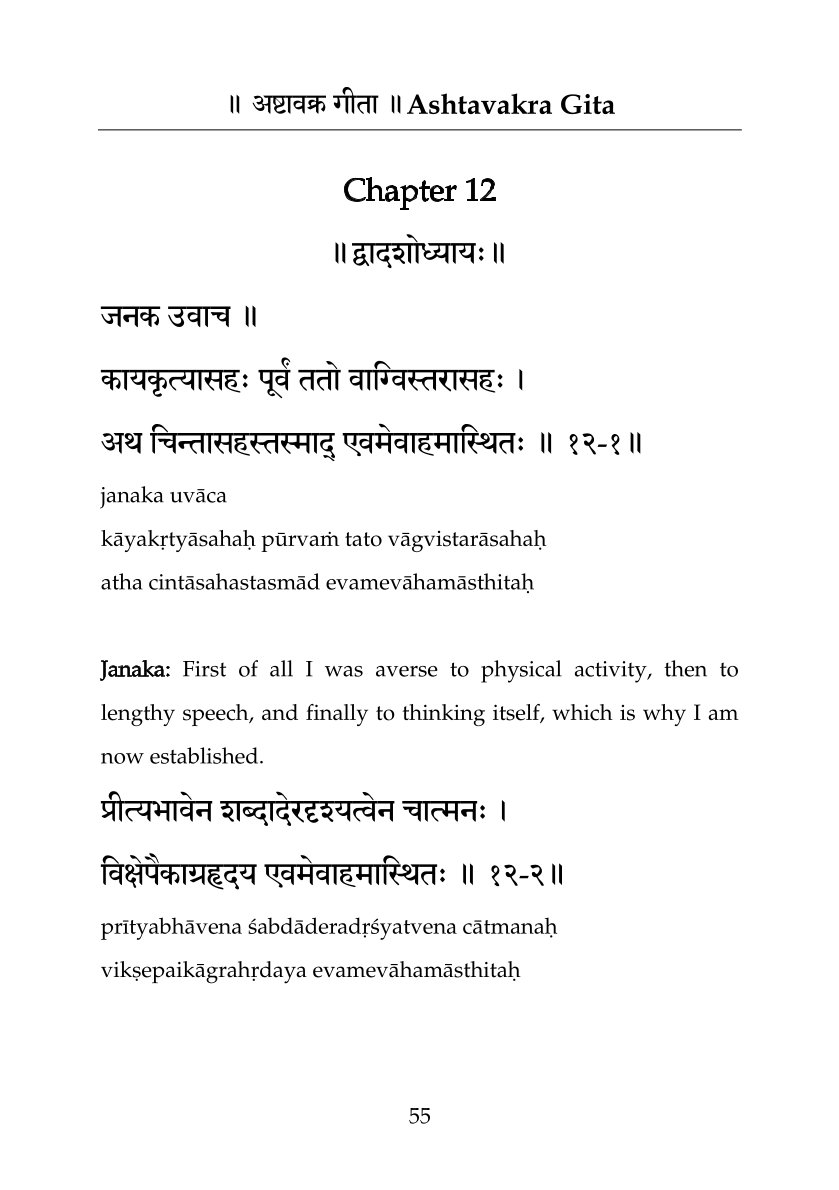 ॥ अष्टावक्र गीता ॥ Ashtavakra Gita
Chapter 12
॥ द्वादशोध्यायः ॥
जनक उवाच ॥
कायकृत्यासहः पूर्वं ततो वाग्विस्तरासहः ।
अथ चिन्तासहस्तस्माद् एवमेवाहमास्थितः ॥ १२-१॥
janaka uvāca
kāyakṛtyāsahaḥ pūrvaṁ tato vāgvistarāsahaḥ
atha cintāsahastasmād evamevāhamāsthitaḥ
Janaka: First of all I was averse to physical activity, then to
lengthy speech, and finally to thinking itself, which is why I am
now established.
प्रीत्यभावेन शब्दादेरदृश्यत्वेन चात्मनः ।
विक्षेपैकाग्रहृदय एवमेवाहमास्थितः ॥ १२-२॥
prītyabhāvena śabdāderadṛśyatvena cātmanaḥ
vikṣepaikāgrahṛdaya evamevāhamāsthitaḥ
55